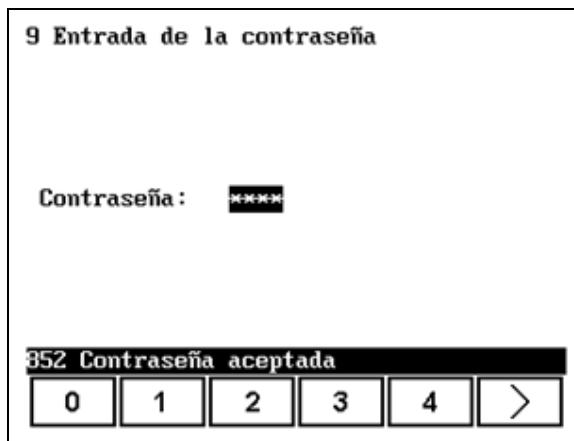 9 Entrada de la contraseña
Contraseña: ****
852 Contraseña aceptada
0 1 2 3 4 >